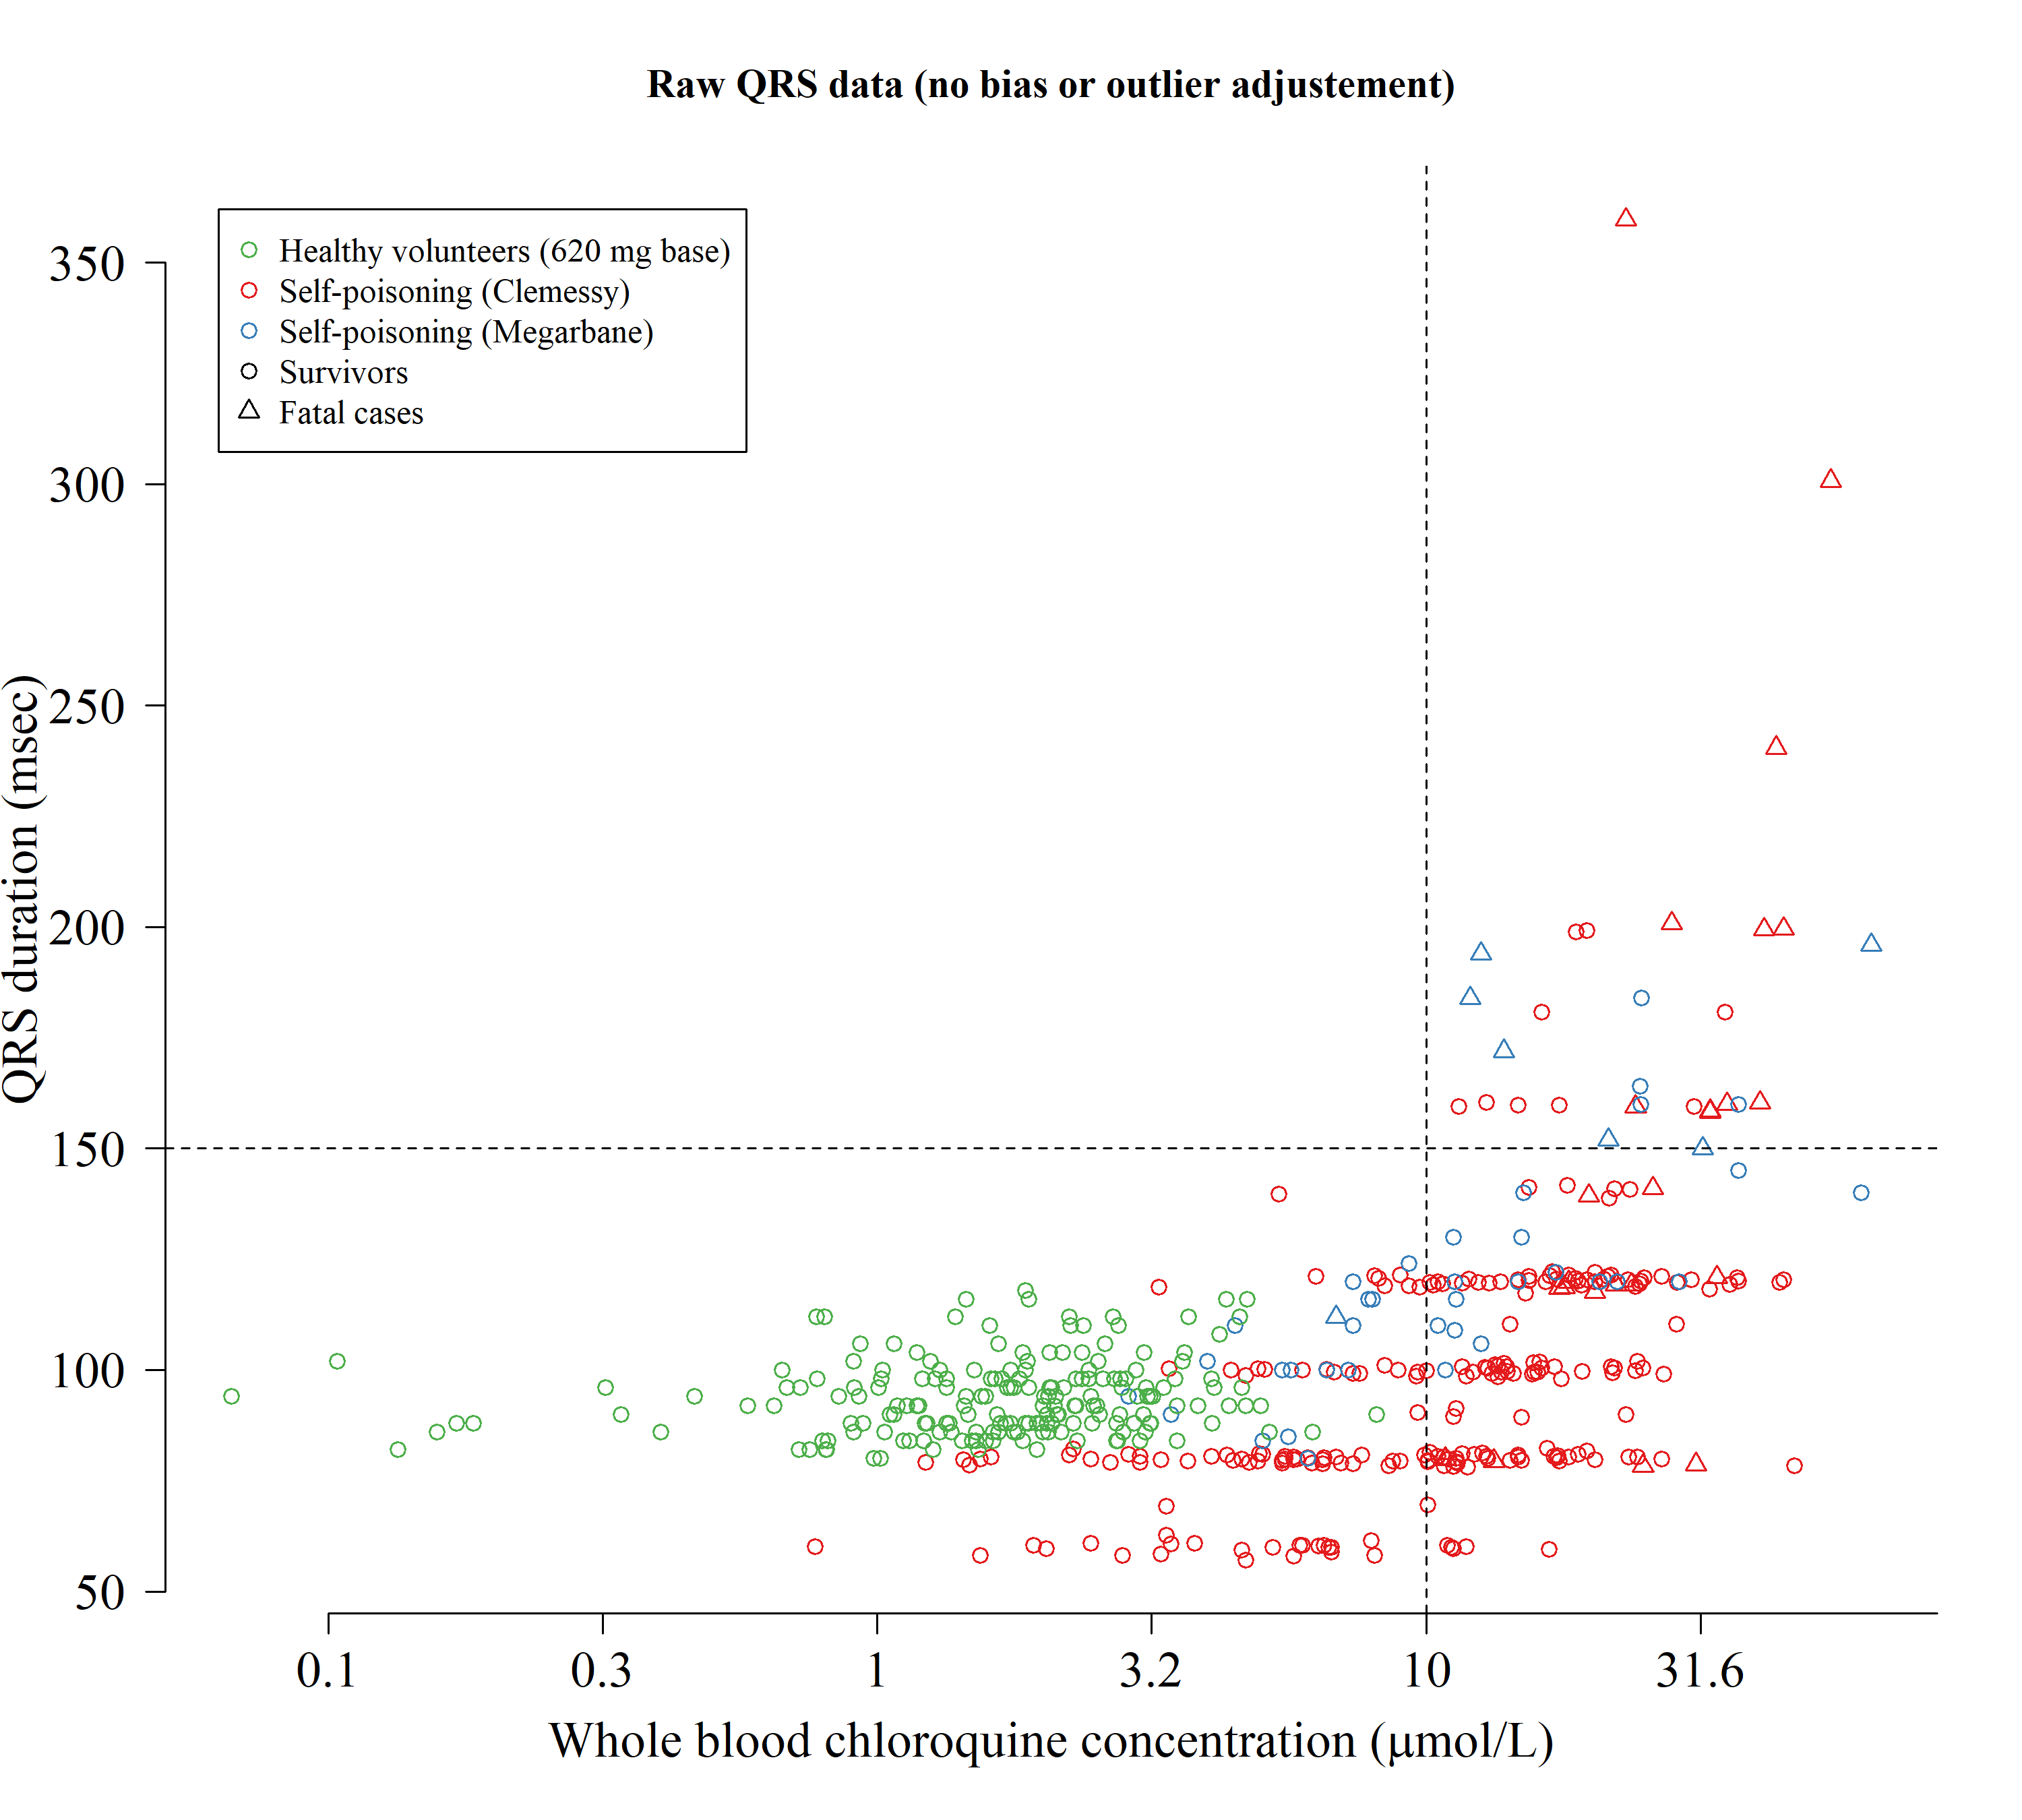 Raw QRS data (no bias or outlier adjustement)
Healthy volunteers (620 mg base)
Self-poisoning (Clemessy)
Self-poisoning (Megarbane)
Survivors
Fatal cases
QRS duration (msec)
350
300
250
200
150
100
50
0.1 0.3 1 3.2 10 31.6
Whole blood chloroquine concentration (μmol/L)